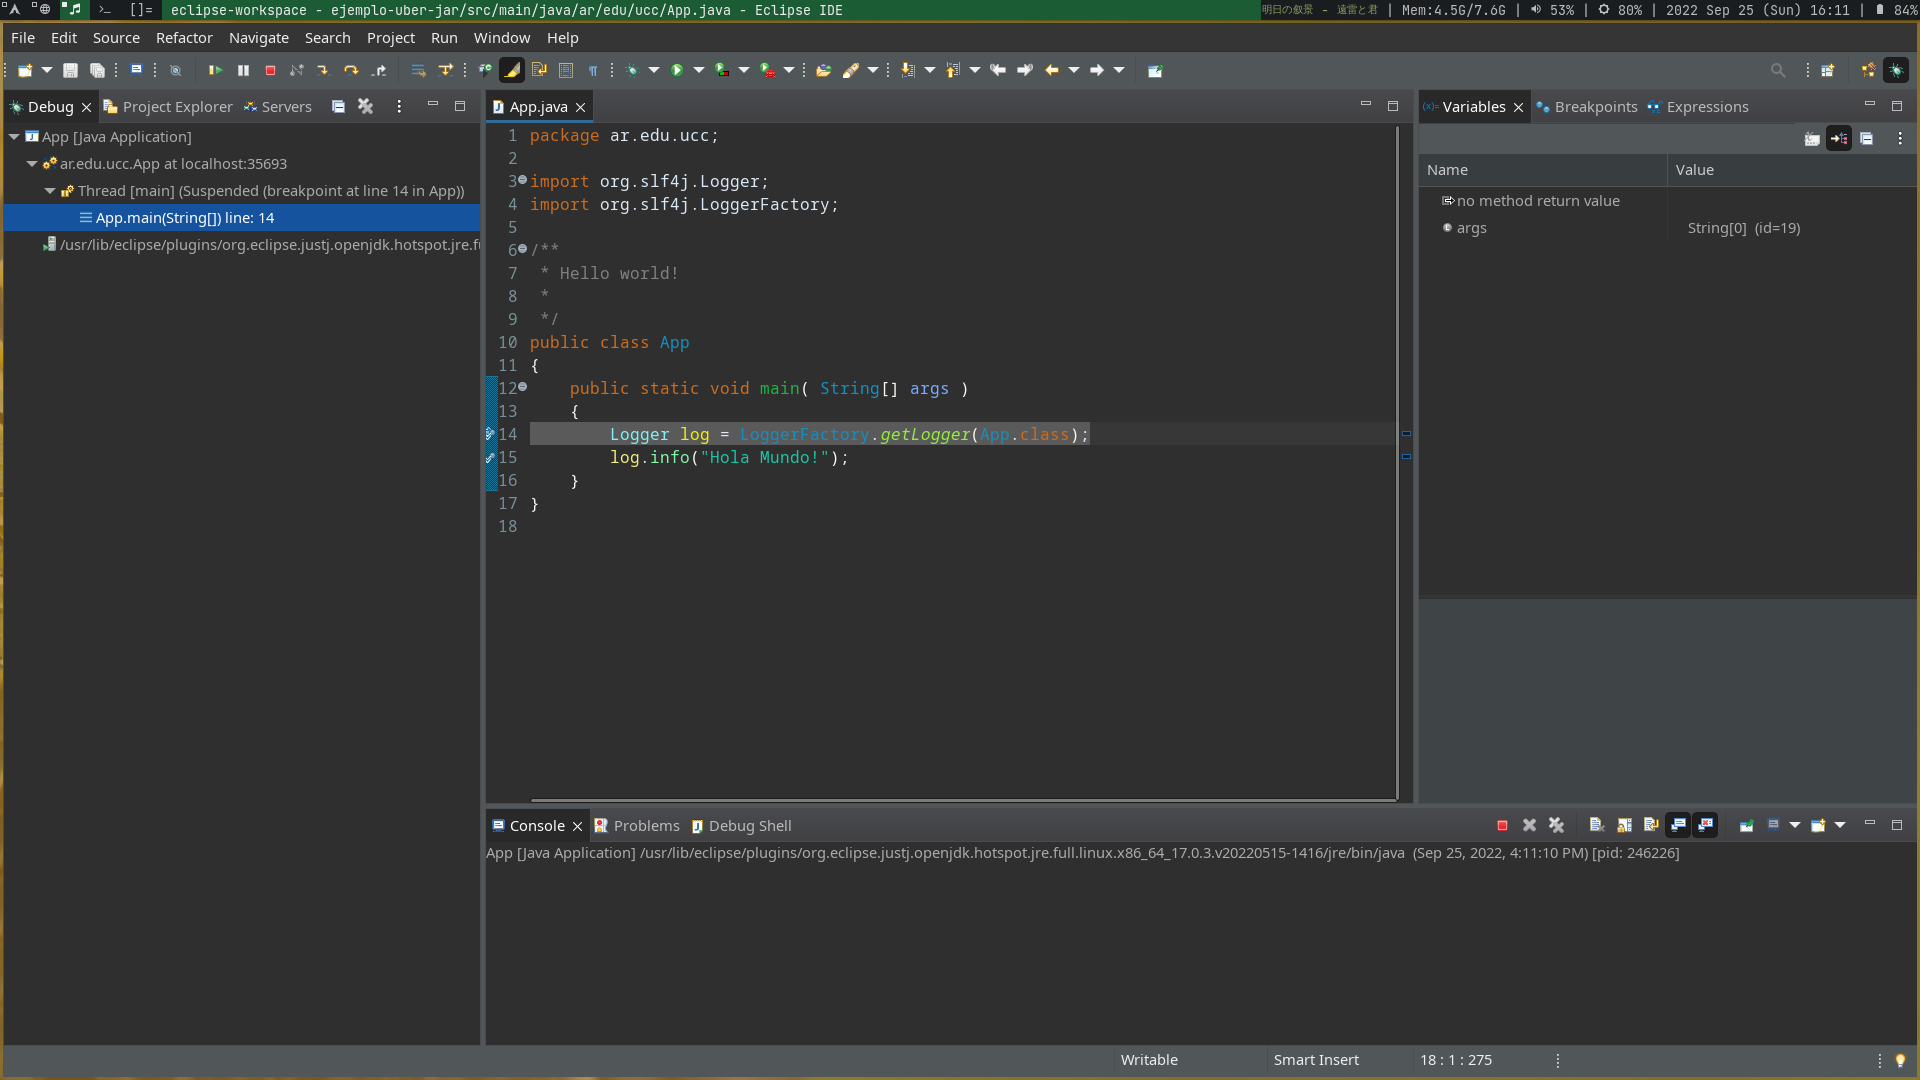 []= eclipse-workspace - ejemplo-uber-jar/src/main/java/ar/edu/ucc/App.java - Eclipse IDE 明日の叙景 - 遠雷と君 | Mem:4.5G/7.6G | 53% | 80% | 2022 Sep 25 (Sun) 16:11 | 84%
File Edit Source Refactor Navigate Search Project Run Window Help
Debug Project Explorer Servers
App [Java Application]
ar.edu.ucc.App at localhost:35693
Thread [main] (Suspended (breakpoint at line 14 in App))
App.main(String[]) line: 14
/usr/lib/eclipse/plugins/org.eclipse.justj.openjdk.hotspot.jre.fu
App.java
1 package ar.edu.ucc;
2
3 import org.slf4j.Logger;
4 import org.slf4j.LoggerFactory;
5
6 /**
7  * Hello world!
8  *
9  */
10 public class App
11 {
12     public static void main( String[] args )
13     {
14         Logger log = LoggerFactory.getLogger(App.class);
15         log.info("Hola Mundo!");
16     }
17 }
18
Variables Breakpoints Expressions
Name Value
no method return value
args String[0] (id=19)
Console Problems Debug Shell
App [Java Application] /usr/lib/eclipse/plugins/org.eclipse.justj.openjdk.hotspot.jre.full.linux.x86_64_17.0.3.v20220515-1416/jre/bin/java (Sep 25, 2022, 4:11:10 PM) [pid: 246226]
Writable Smart Insert 18 : 1 : 275